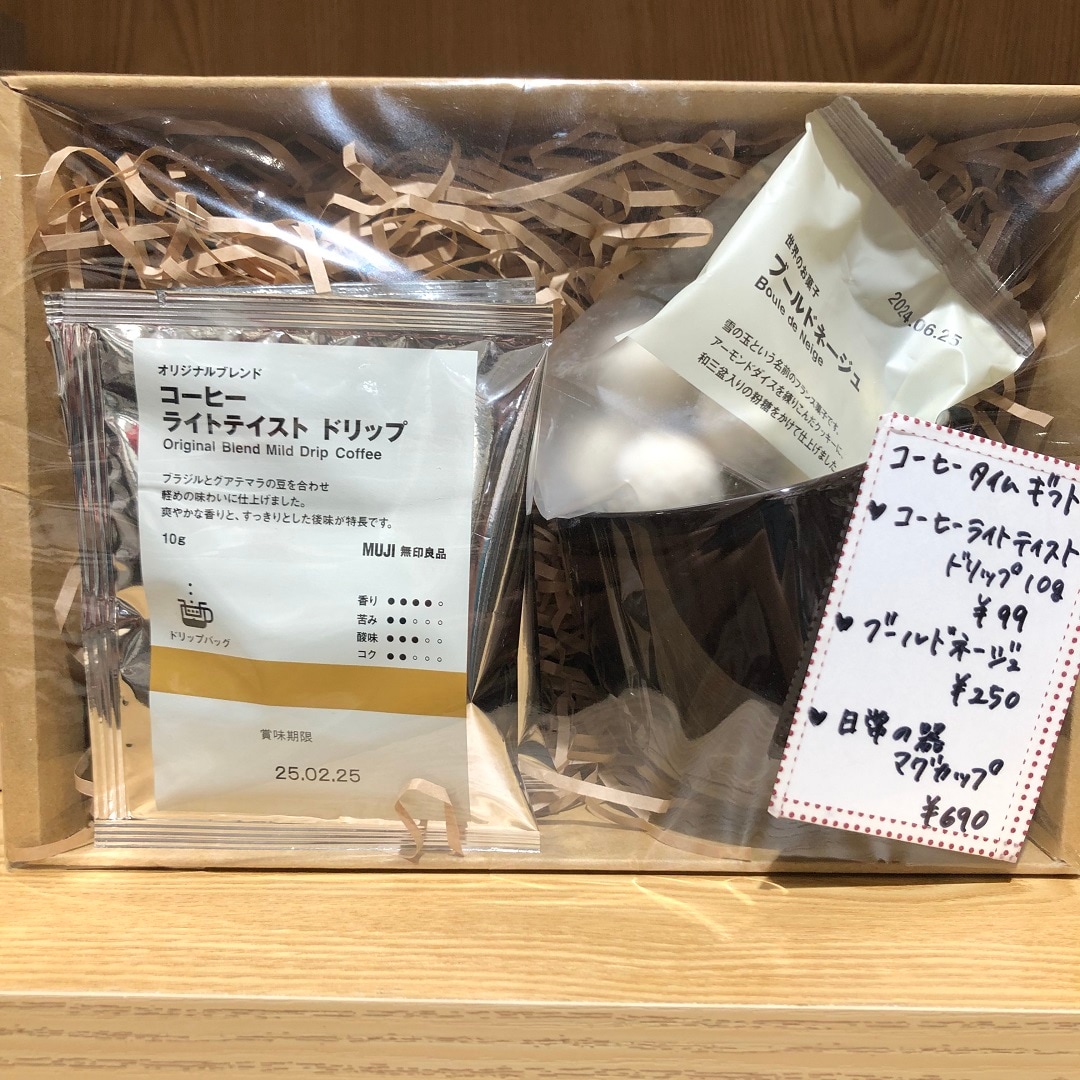 オリジナルブレンド
コーヒー
ライトテイスト ドリップ
Original Blend Mild Drip Coffee
ブラジルとグアテマラの豆を合わせ
軽めの味わいに仕上げました。
爽やかな香りと、すっきりとした後味が特長です。
10g
MUJI 無印良品
香り ●●●●○
苦み ●●○○○
酸味 ●●●○○
コク ●●○○○
ドリップバッグ
賞味期限
25.02.25
世界のお菓子
ブールドネージュ
Boule de Neige
2024.06.25
雪の玉という名前のフランス菓子です。
アーモンドダイスを練りこんだクッキーに、
和三盆入りの粉糖をかけて仕上げました
コーヒータイムギフト
♥ コーヒーライトテイスト
ドリップ10g
¥99
♥ ブールドネージュ
¥250
♥ 日常の器
マグカップ
¥690